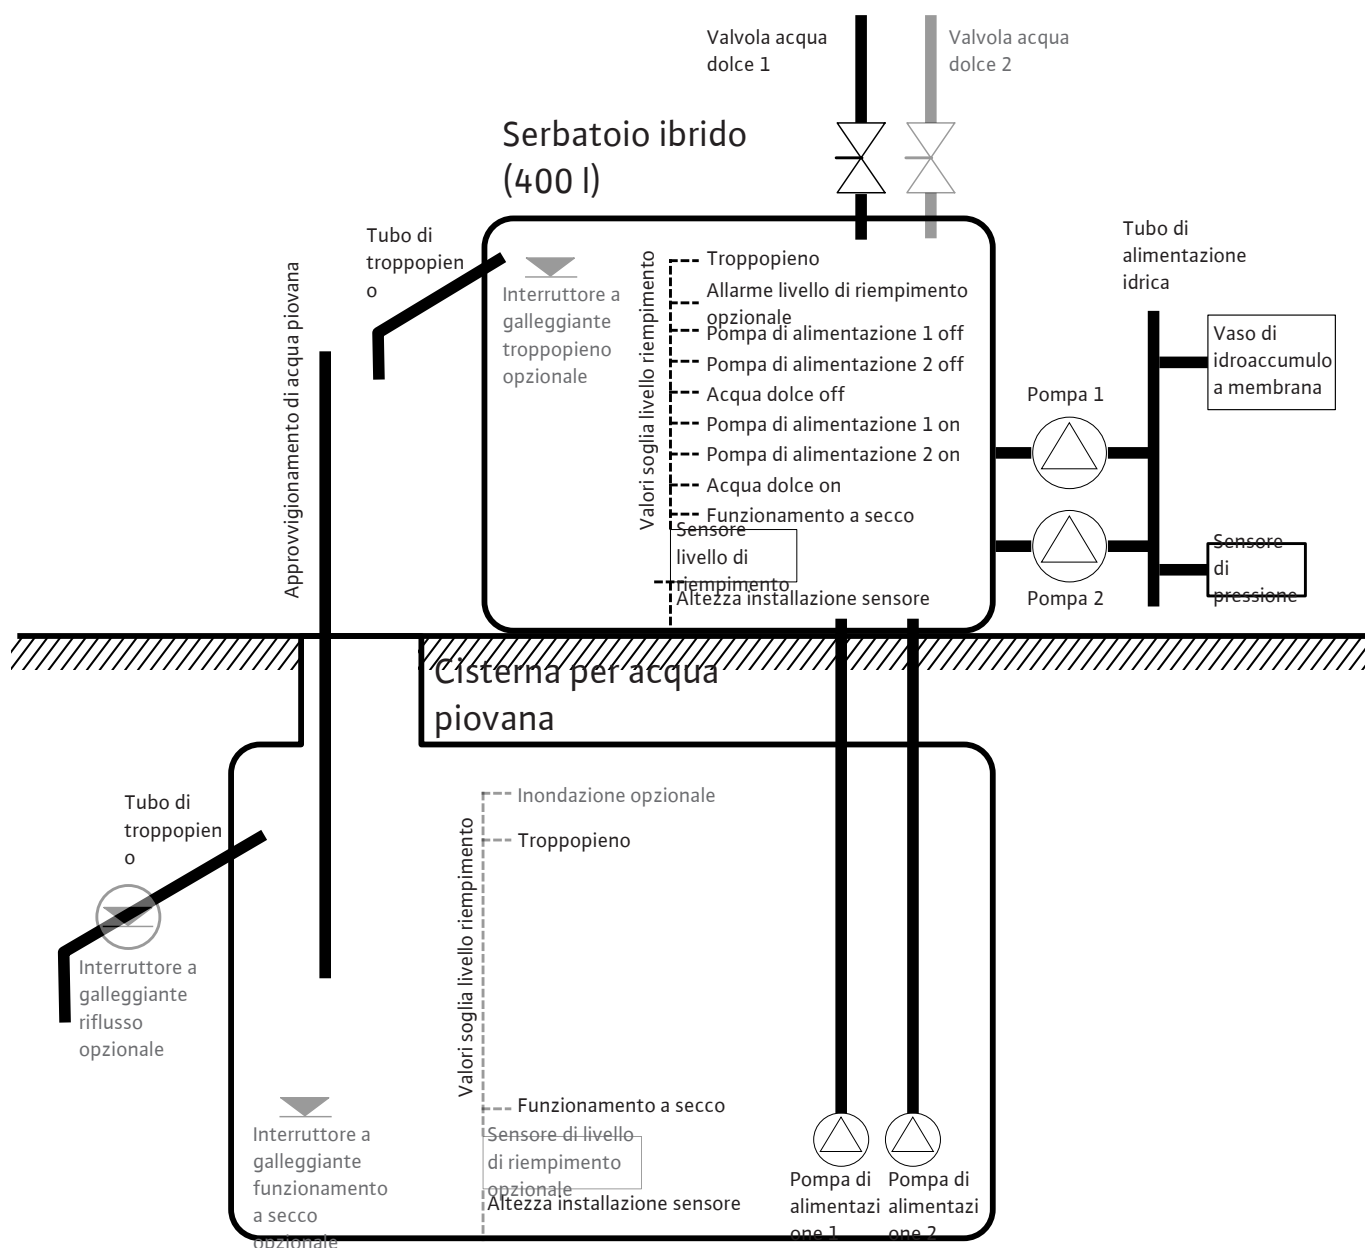 Valvola acqua
dolce 1
Valvola acqua
dolce 2
Serbatoio ibrido
(400 l)
Tubo di
troppopien
o
Approvvigionamento di acqua piovana
Interruttore a
galleggiante
troppopieno
opzionale
Valori soglia livello riempimento
Troppopieno
Allarme livello di riempimento
opzionale
Pompa di alimentazione 1 off
Pompa di alimentazione 2 off
Acqua dolce off
Pompa di alimentazione 1 on
Pompa di alimentazione 2 on
Acqua dolce on
Funzionamento a secco
Sensore
livello di
riempimento
Altezza installazione sensore
Pompa 1
Pompa 2
Tubo di
alimentazione
idrica
Vaso di
idroaccumulo
a membrana
Sensore
di
pressione
Cisterna per acqua
piovana
Tubo di
troppopien
o
Interruttore a
galleggiante
riflusso
opzionale
Valori soglia livello riempimento
Inondazione opzionale
Troppopieno
Funzionamento a secco
Sensore di livello
di riempimento
opzionale
Altezza installazione sensore
Interruttore a
galleggiante
funzionamento
a secco
opzionale
Pompa di
alimentazi
one 1
Pompa di
alimentazi
one 2